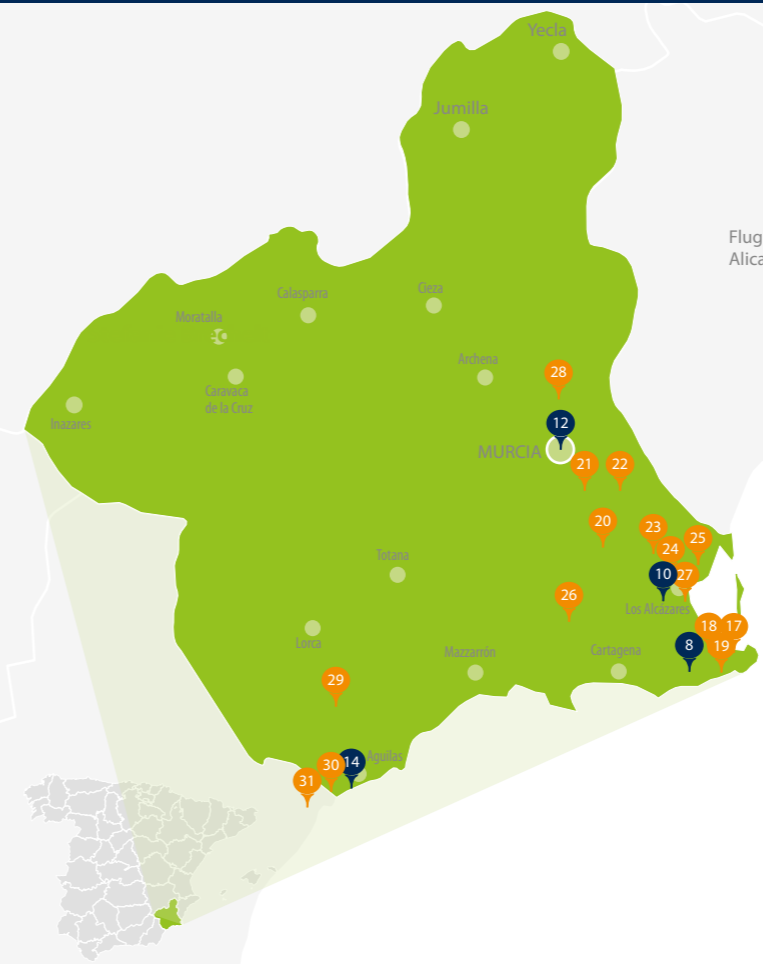 Yecla
Jumilla
Flug
Alica
Cieza
Calasparra
Moratalla
Archena
28
Caravaca
de la Cruz
Inazares
12
MURCIA
21
22
20
23
25
24
Totana
10
27
26
Los Alcázares
18
17
Lorca
8
19
Mazzarrón
Cartagena
29
Aguilas
14
30
31